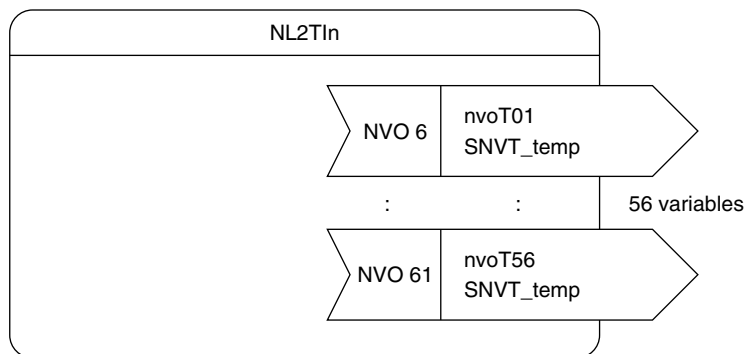 NL2TIn
NVO 6
nvoT01
SNVT_temp
: : 56 variables
NVO 61
nvoT56
SNVT_temp